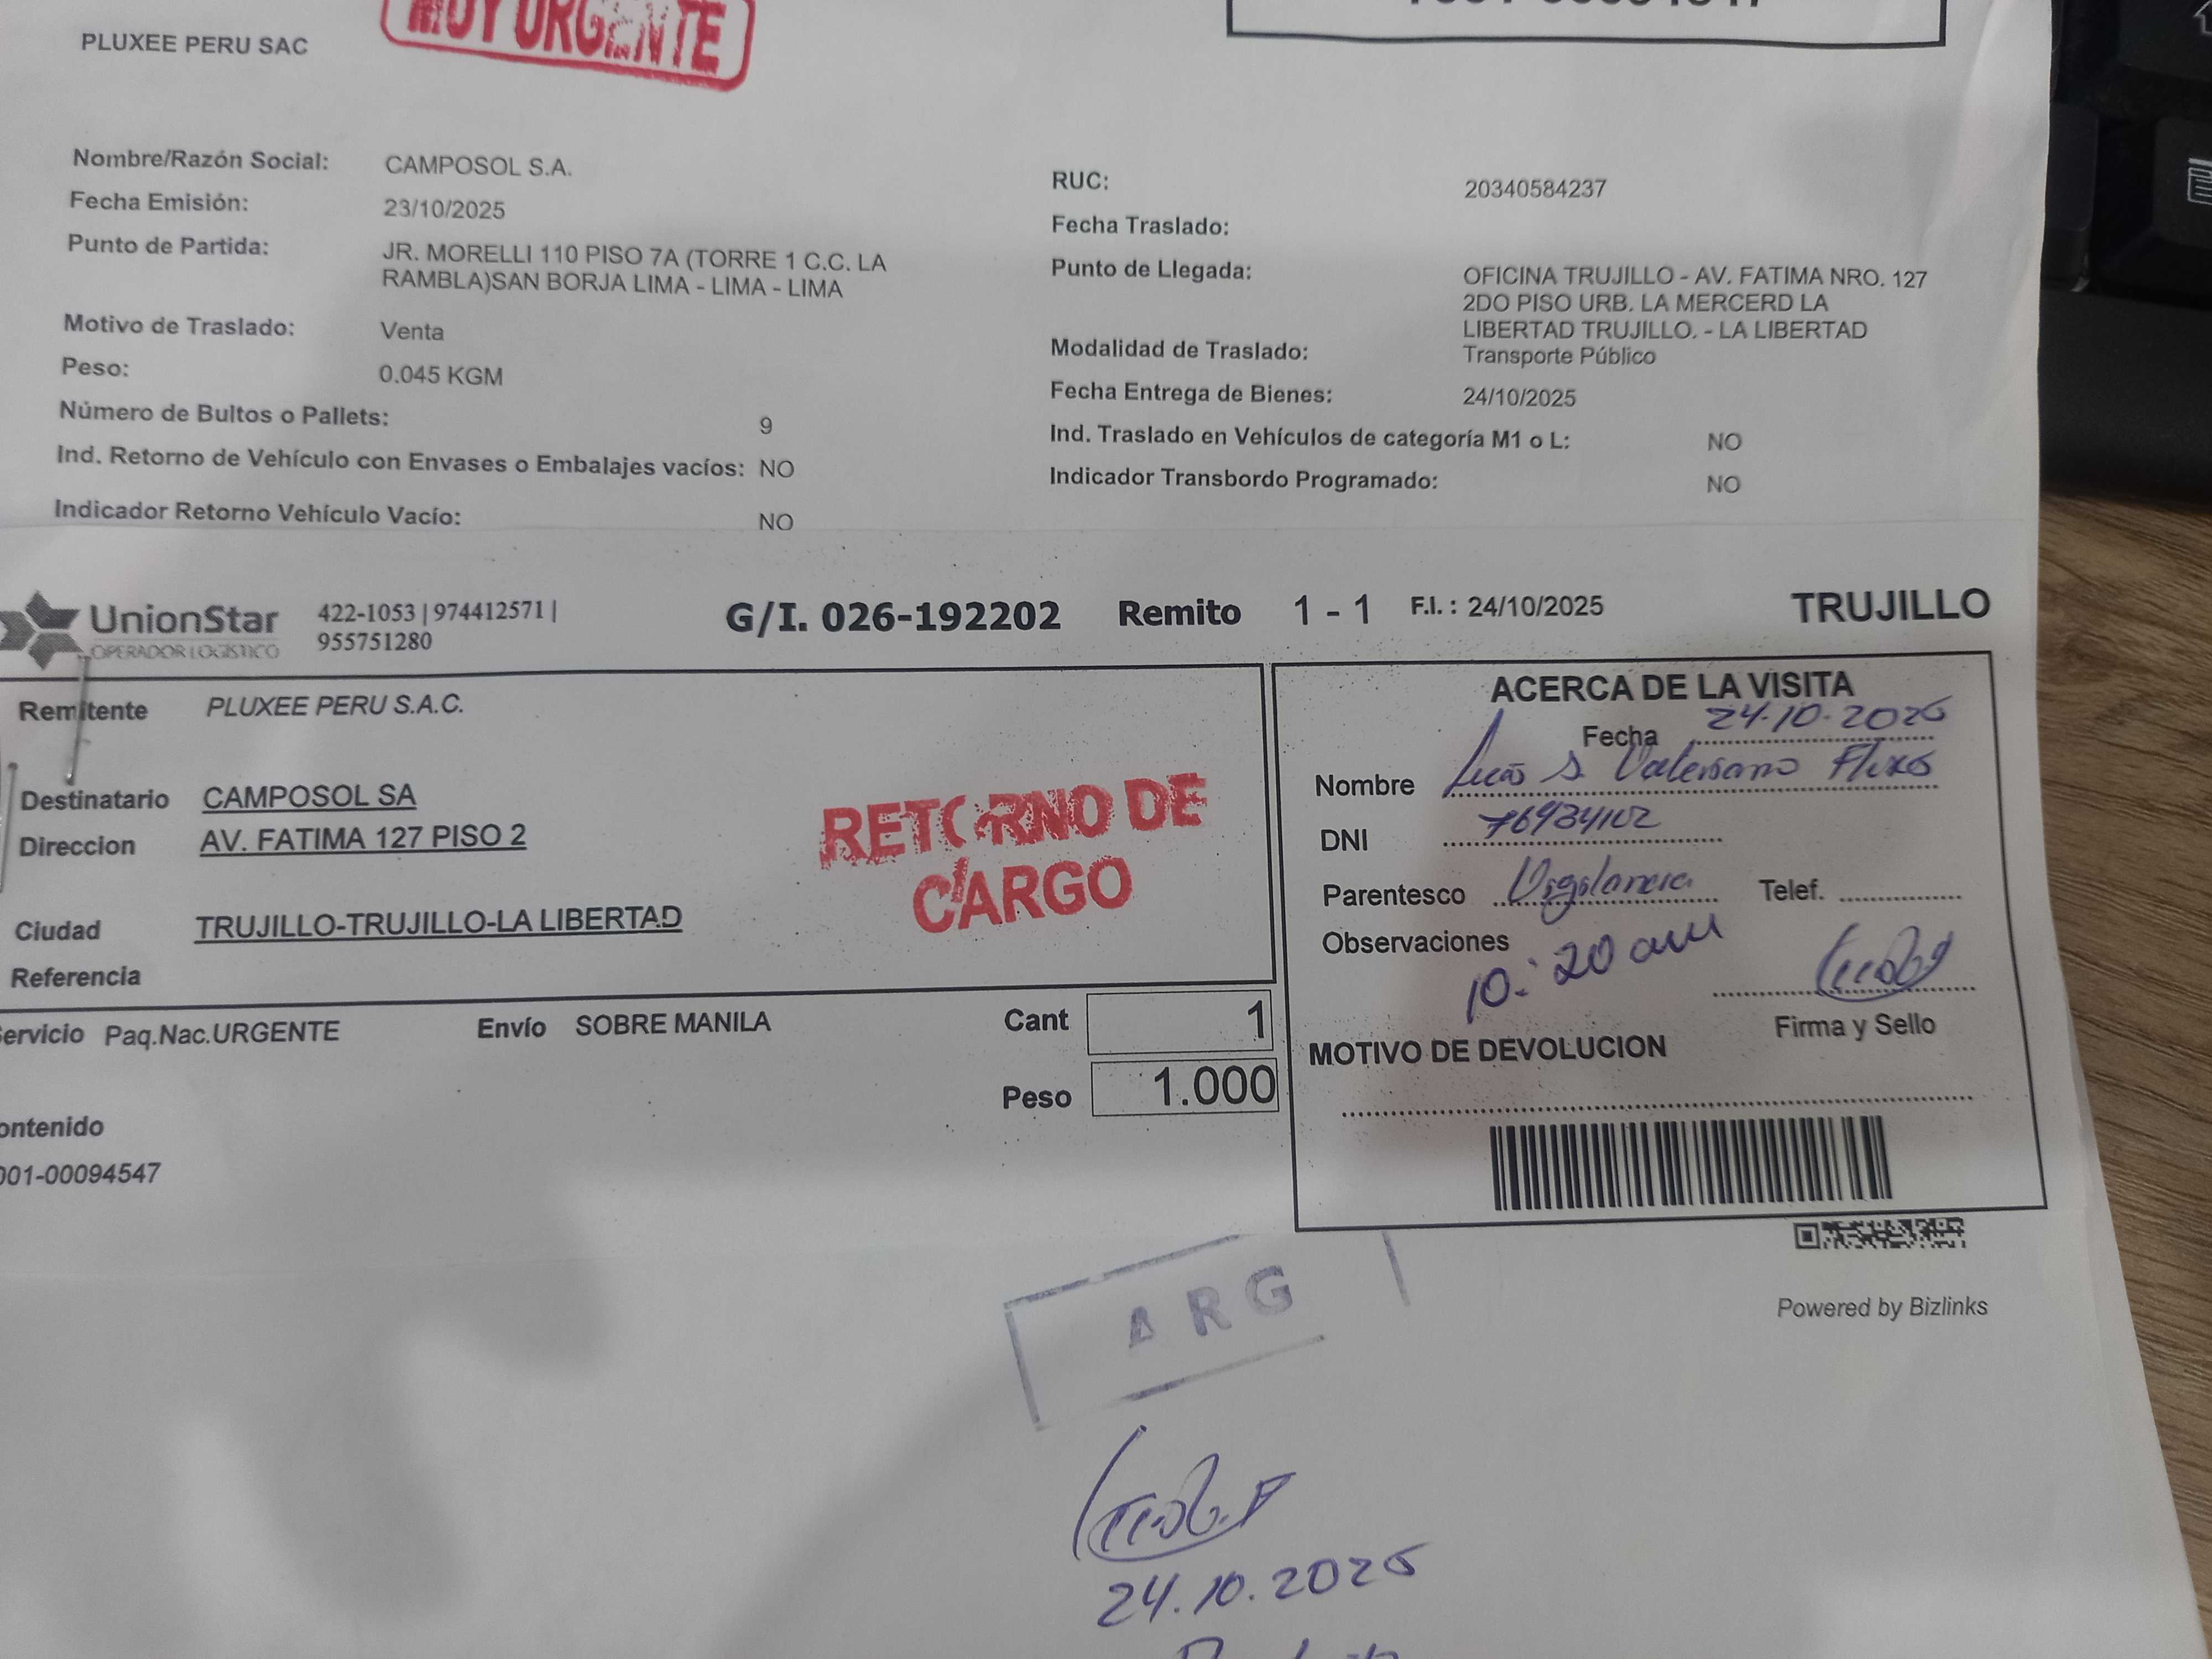 MUY URGENTE
PLUXEE PERU SAC
Nombre/Razón Social: CAMPOSOL S.A.
RUC: 20340584237
Fecha Emisión: 23/10/2025
Fecha Traslado:
Punto de Partida: JR. MORELLI 110 PISO 7A (TORRE 1 C.C. LA
RAMBLA)SAN BORJA LIMA - LIMA - LIMA
Punto de Llegada: OFICINA TRUJILLO - AV. FATIMA NRO. 127
2DO PISO URB. LA MERCERD LA
LIBERTAD TRUJILLO. - LA LIBERTAD
Motivo de Traslado: Venta
Modalidad de Traslado: Transporte Público
Peso: 0.045 KGM
Fecha Entrega de Bienes: 24/10/2025
Número de Bultos o Pallets: 9
Ind. Traslado en Vehículos de categoría M1 o L: NO
Ind. Retorno de Vehículo con Envases o Embalajes vacíos: NO
Indicador Transbordo Programado: NO
Indicador Retorno Vehículo Vacío: NO
UnionStar
OPERADOR LOGÍSTICO
422-1053 | 974412571 |
955751280
G/I. 026-192202 Remito 1 - 1 F.I. : 24/10/2025 TRUJILLO
Remitente PLUXEE PERU S.A.C.
Destinatario CAMPOSOL SA
Direccion AV. FATIMA 127 PISO 2
RETORNO DE
CARGO
Ciudad TRUJILLO-TRUJILLO-LA LIBERTAD
Referencia
ervicio Paq.Nac.URGENTE Envío SOBRE MANILA Cant 1
Peso 1.000
ontenido
001-00094547
ACERCA DE LA VISITA
Fecha 24.10.2025
Nombre Valeriano
DNI 76934102
Parentesco Vigilancia Telef.
Observaciones
10:20 am
Firma y Sello
MOTIVO DE DEVOLUCION
Powered by Bizlinks
ARG
24.10.2025